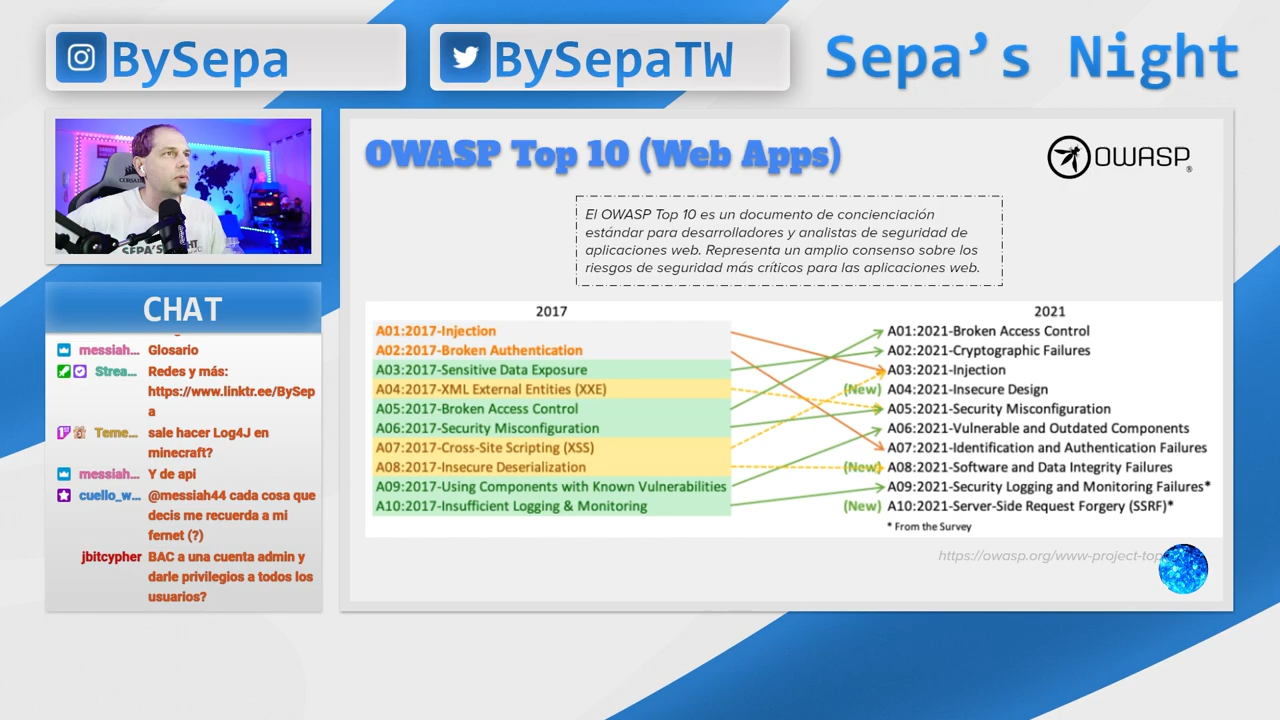 BySepa
BySepaTW
Sepa's Night
CORSAIR
SEPA'S NIGHT
CHAT
messiah... Glosario
Strea... Redes y más:
https://www.linktr.ee/BySep
a
Teme... sale hacer Log4J en
minecraft?
messiah... Y de api
cuello_w... @messiah44 cada cosa que
decis me recuerda a mi
fernet (?)
jbitcypher BAC a una cuenta admin y
darle privilegios a todos los
usuarios?
OWASP Top 10 (Web Apps)
OWASP®
El OWASP Top 10 es un documento de concienciación
estándar para desarrolladores y analistas de seguridad de
aplicaciones web. Representa un amplio consenso sobre los
riesgos de seguridad más críticos para las aplicaciones web.
2017
A01:2017-Injection
A02:2017-Broken Authentication
A03:2017-Sensitive Data Exposure
A04:2017-XML External Entities (XXE)
A05:2017-Broken Access Control
A06:2017-Security Misconfiguration
A07:2017-Cross-Site Scripting (XSS)
A08:2017-Insecure Deserialization
A09:2017-Using Components with Known Vulnerabilities
A10:2017-Insufficient Logging & Monitoring
2021
A01:2021-Broken Access Control
A02:2021-Cryptographic Failures
A03:2021-Injection
(New) A04:2021-Insecure Design
A05:2021-Security Misconfiguration
A06:2021-Vulnerable and Outdated Components
A07:2021-Identification and Authentication Failures
(New) A08:2021-Software and Data Integrity Failures
A09:2021-Security Logging and Monitoring Failures*
(New) A10:2021-Server-Side Request Forgery (SSRF)*
* From the Survey
https://owasp.org/www-project-top